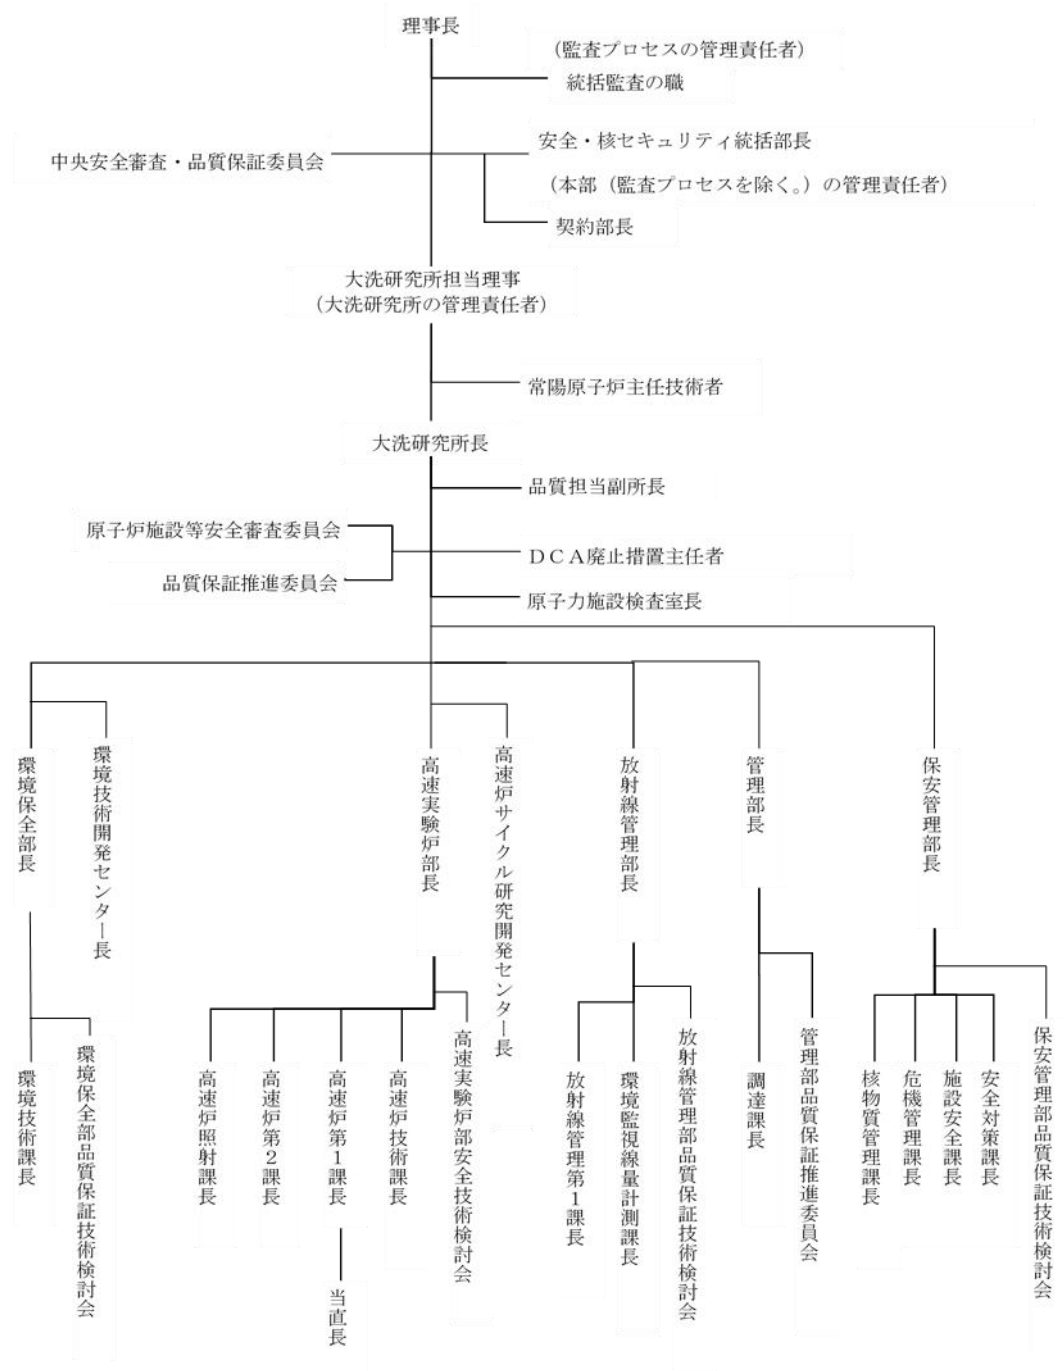 理事長
（監査プロセスの管理責任者）
統括監査の職
安全・核セキュリティ統括部長
中央安全審査・品質保証委員会
（本部（監査プロセスを除く。）の管理責任者）
契約部長
大洗研究所担当理事
（大洗研究所の管理責任者）
常陽原子炉主任技術者
大洗研究所長
品質担当副所長
原子炉施設等安全審査委員会
ＤＣＡ廃止措置主任者
品質保証推進委員会
原子力施設検査室長
環境保全部長
環境技術開発センター長
高速実験炉部長
高速炉サイクル研究開発センター長
放射線管理部長
管理部長
保安管理部長
環境技術課長
環境保全部品質保証技術検討会
高速炉照射課長
高速炉第２課長
高速炉第１課長
高速炉技術課長
高速実験炉部安全技術検討会
放射線管理第１課長
環境監視線量計測課長
放射線管理部品質保証技術検討会
調達課長
管理部品質保証推進委員会
核物質管理課長
危機管理課長
施設安全課長
安全対策課長
保安管理部品質保証技術検討会
当直長